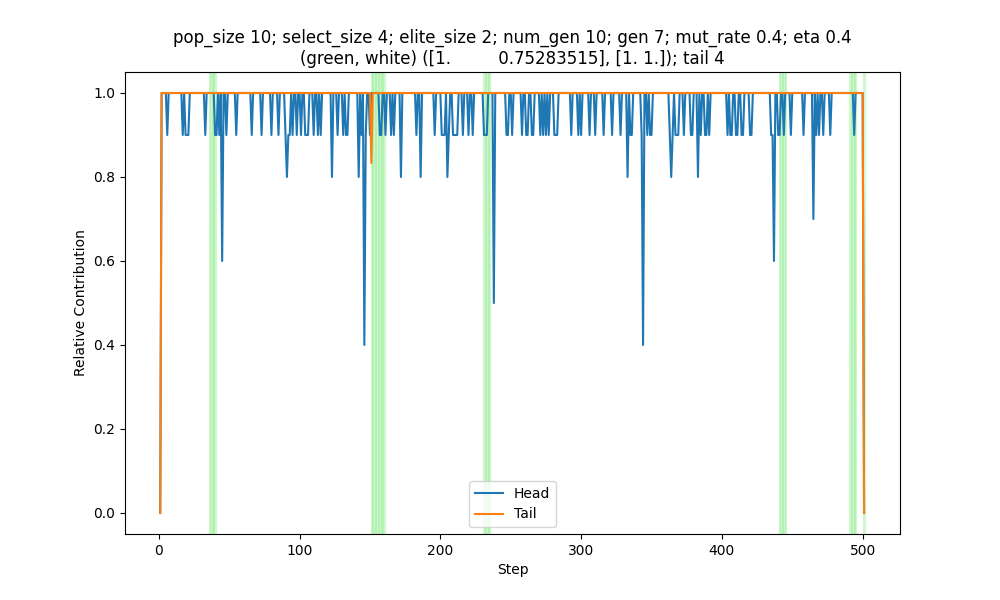 pop_size 10; select_size 4; elite_size 2; num_gen 10; gen 7; mut_rate 0.4; eta 0.4
(green, white) ([1. 0.75283515], [1. 1.]); tail 4
1.0
0.8
0.6
0.4
0.2
0.0
Relative Contribution
Head
Tail
0 100 200 300 400 500
Step